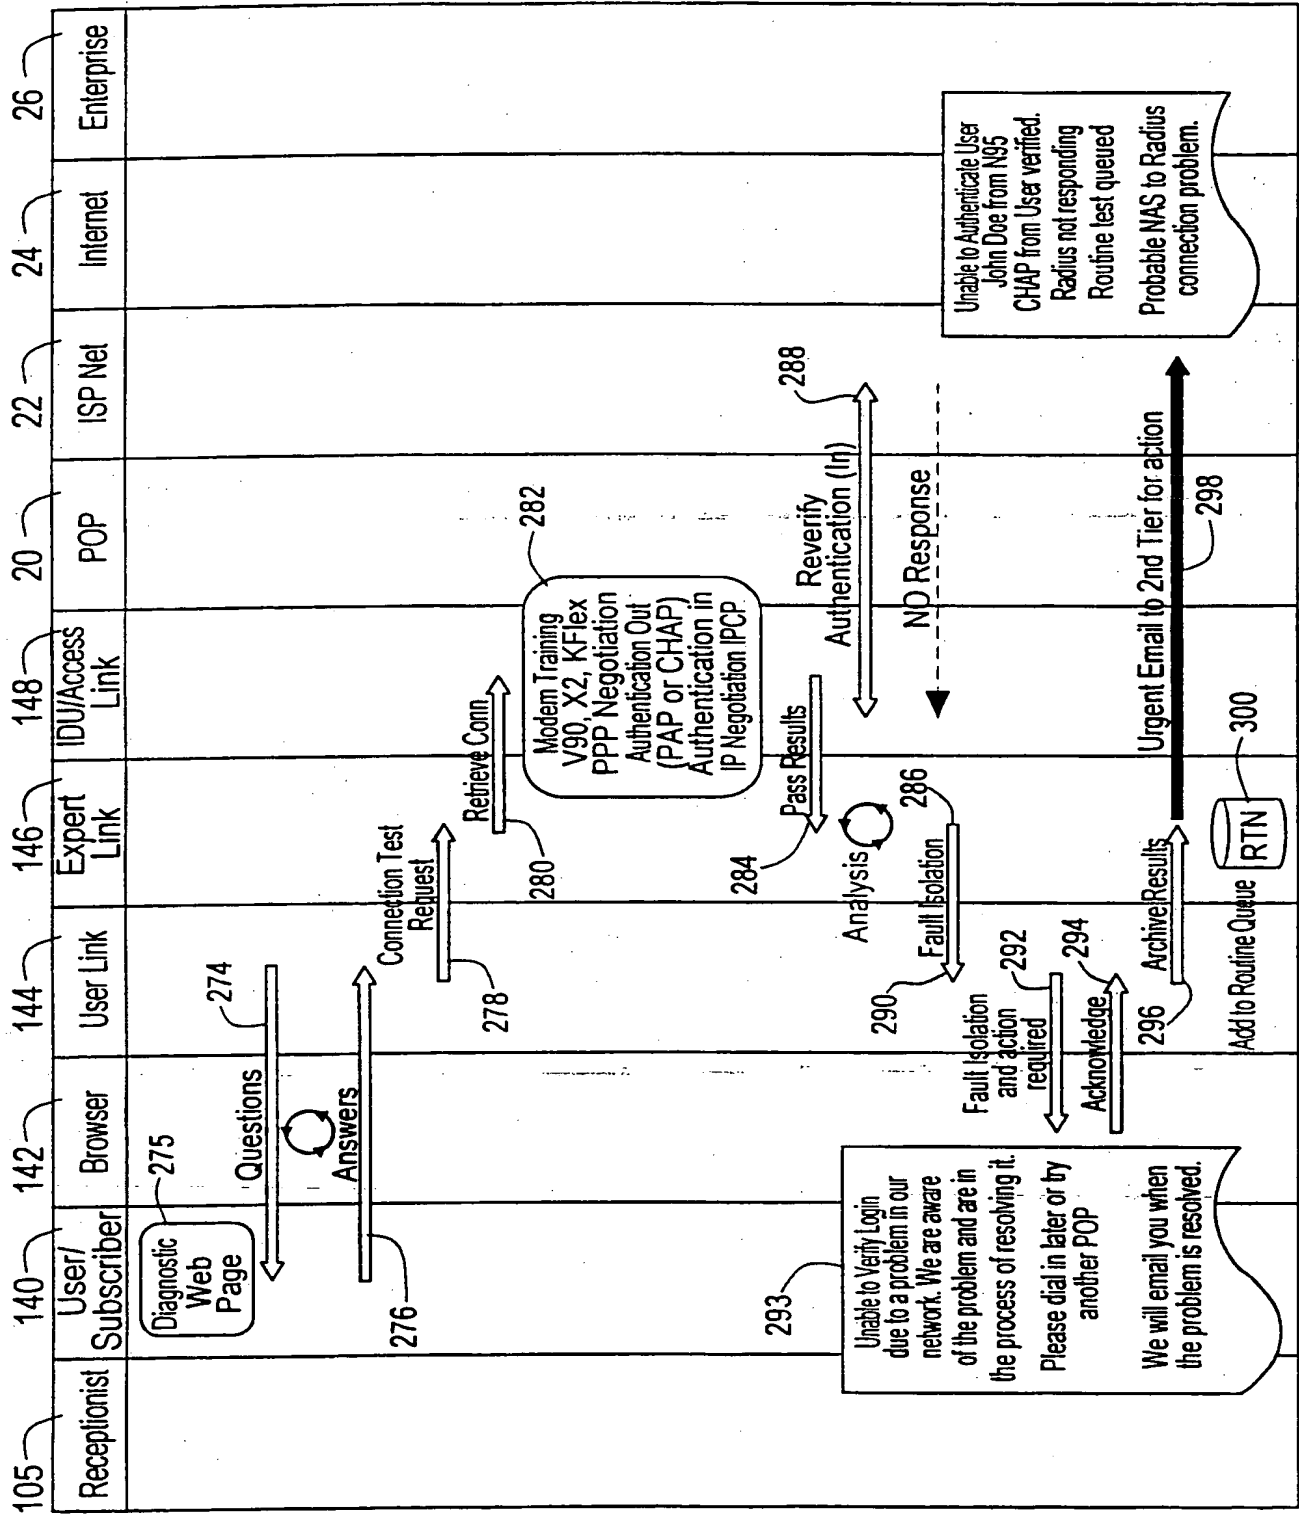 105
140
142
144
146
148
20
22
24
26
Receptionist
User/
Subscriber
Browser
User Link
Expert
Link
IDU/Access
Link
POP
ISP Net
Internet
Enterprise
Diagnostic
Web
Page
275
Questions
274
Answers
276
Connection Test
Request
278
Retrieve Conn
280
Modem Training
V90, X2, KFlex
PPP Negotiation
Authentication Out
(PAP or CHAP)
Authentication in
IP Negotiation IPCP
282
Pass Results
284
Reverify
Authentication (In)
288
Analysis
NO Response
286
Fault Isolation
290
Fault Isolation
and action
required
292
Acknowledge
294
293
Unable to Verify Login
due to a problem in our
network. We are aware
of the problem and are in
the process of resolving it.
Please dial in later or try
another POP
We will email you when
the problem is resolved.
Archive Results
296
Urgent Email to 2nd Tier for action
298
Unable to Authenticate User
John Doe from N95
CHAP from User verified.
Radius not responding
Routine test queued
Probable NAS to Radius
connection problem.
Add to Routine Queue
RTN
300